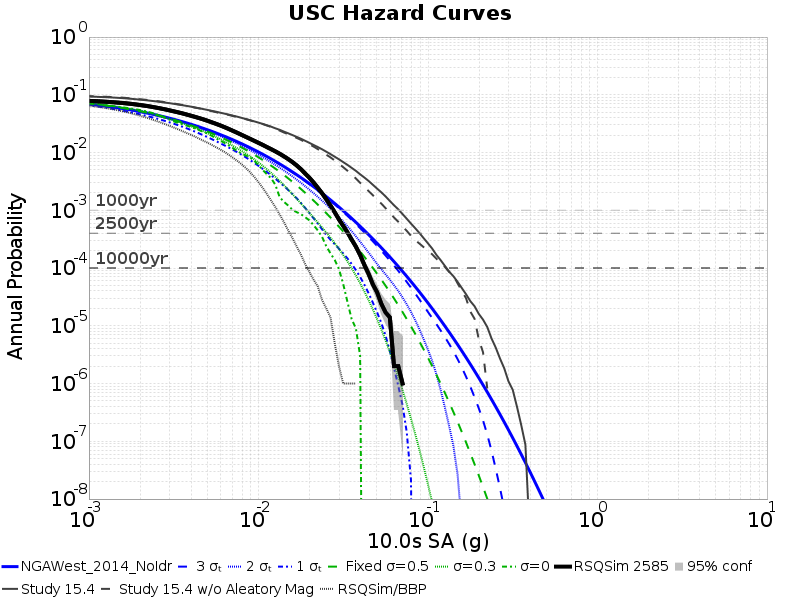 USC Hazard Curves
10^0
10^-1
10^-2
10^-3
10^-4
10^-5
10^-6
10^-7
10^-8
Annual Probability
1000yr
2500yr
10000yr
10^-3 10^-2 10^-1 10^0 10^1
10.0s SA (g)
NGAWest_2014_NoIdr 3 σₜ 2 σₜ 1 σₜ Fixed σ=0.5 σ=0.3 σ=0 RSQSim 2585 95% conf
Study 15.4 Study 15.4 w/o Aleatory Mag RSQSim/BBP